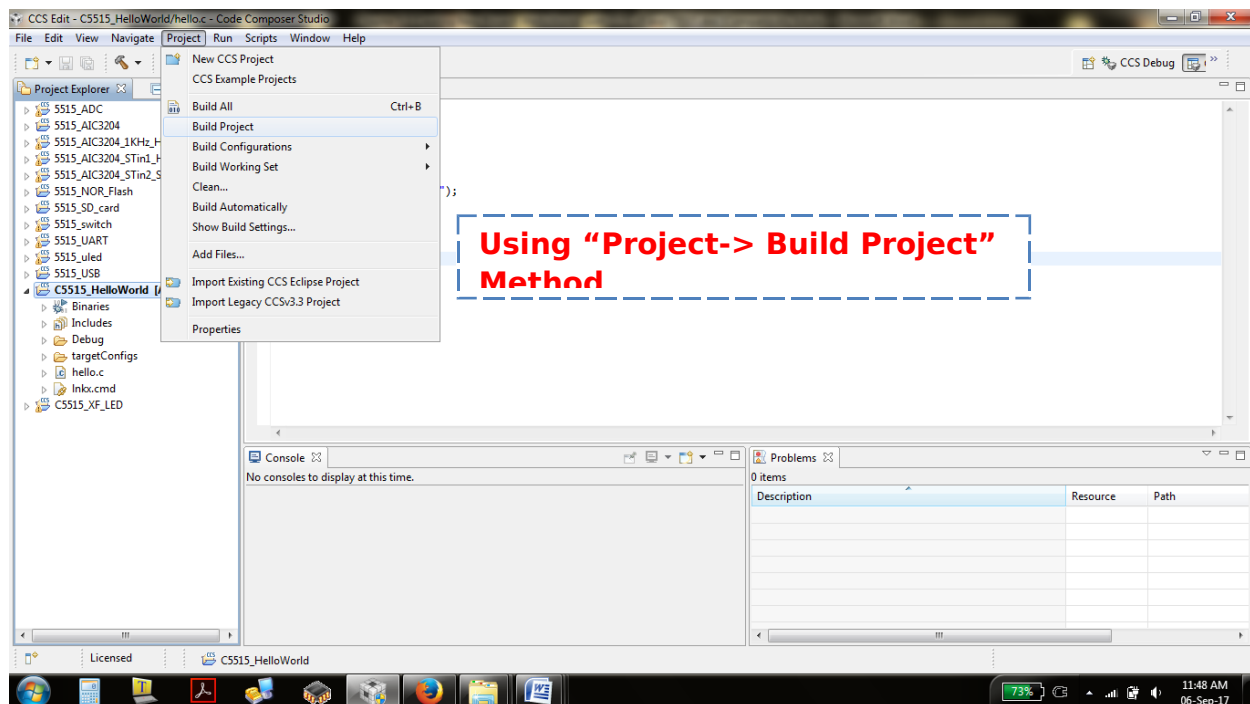 CCS Edit - C5515_HelloWorld/hello.c - Code Composer Studio
File Edit View Navigate Project Run Scripts Window Help
CCS Debug
Project Explorer
5515_ADC
5515_AIC3204
5515_AIC3204_1KHz_H
5515_AIC3204_STin1_H
5515_AIC3204_STin2_S
5515_NOR_Flash
5515_SD_card
5515_switch
5515_UART
5515_uled
5515_USB
C5515_HelloWorld [A
Binaries
Includes
Debug
targetConfigs
hello.c
lnkx.cmd
C5515_XF_LED
New CCS Project
CCS Example Projects
Build All Ctrl+B
Build Project
Build Configurations
Build Working Set
Clean...
Build Automatically
Show Build Settings...
Add Files...
Import Existing CCS Eclipse Project
Import Legacy CCSv3.3 Project
Properties
");
Using “Project-> Build Project”
Method
Console
No consoles to display at this time.
Problems
0 items
Description Resource Path
Licensed C5515_HelloWorld
73%
11:48 AM
06-Sep-17